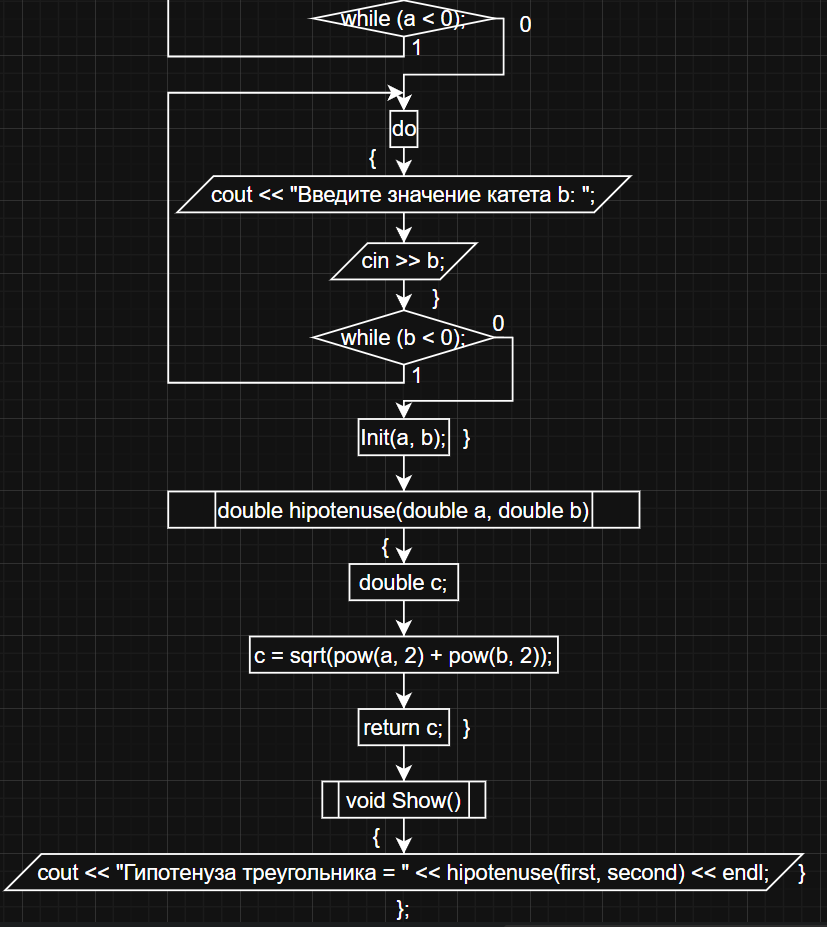 while (a < 0);
0
1
do
{
cout << "Введите значение катета b: ";
cin >> b;
}
0
while (b < 0);
1
Init(a, b);
}
double hipotenuse(double a, double b)
{
double c;
c = sqrt(pow(a, 2) + pow(b, 2));
return c;
}
void Show()
{
cout << "Гипотенуза треугольника = " << hipotenuse(first, second) << endl;
}
};